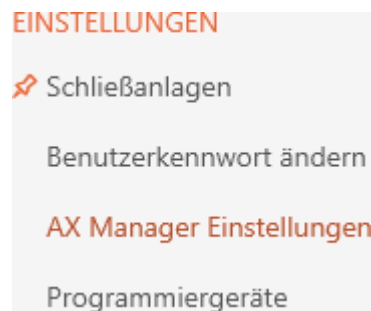 EINSTELLUNGEN
Schließanlagen
Benutzerkennwort ändern
AX Manager Einstellungen
Programmiergeräte